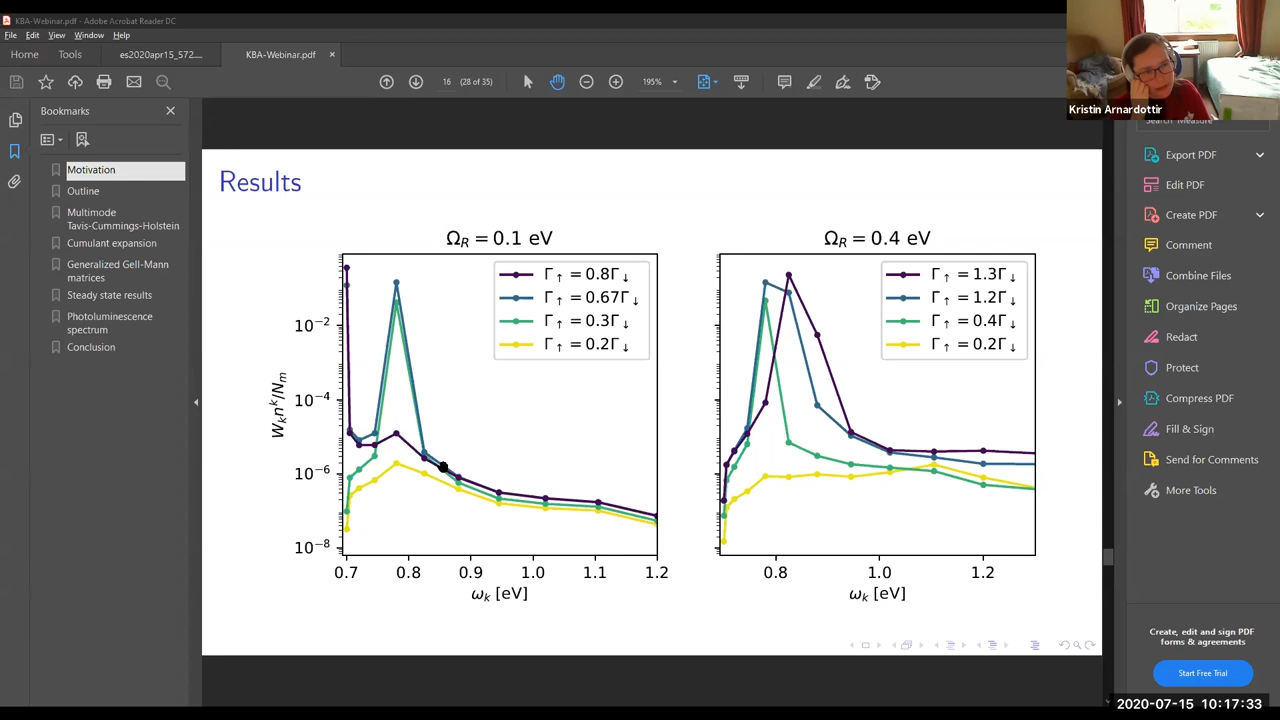 KBA-Webinar.pdf - Adobe Acrobat Reader DC
File Edit View Window Help
Home Tools es2020apr15_572.... KBA-Webinar.pdf ×
16 (28 of 35) 195%
Kristin Arnardottir
Bookmarks
Motivation
Outline
Multimode
Tavis-Cummings-Holstein
Cumulant expansion
Generalized Gell-Mann
matrices
Steady state results
Photoluminescence
spectrum
Conclusion
Results
Ω_R = 0.1 eV
Γ↑ = 0.8Γ↓
Γ↑ = 0.67Γ↓
Γ↑ = 0.3Γ↓
Γ↑ = 0.2Γ↓
10⁻²
10⁻⁴
10⁻⁶
10⁻⁸
W_k n^k/N_m
0.7 0.8 0.9 1.0 1.1 1.2
ω_k [eV]
Ω_R = 0.4 eV
Γ↑ = 1.3Γ↓
Γ↑ = 1.2Γ↓
Γ↑ = 0.4Γ↓
Γ↑ = 0.2Γ↓
0.8 1.0 1.2
ω_k [eV]
Search 'Measure'
Export PDF
Edit PDF
Create PDF
Comment
Combine Files
Organize Pages
Redact
Protect
Compress PDF
Fill & Sign
Send for Comments
More Tools
Create, edit and sign PDF
forms & agreements
Start Free Trial
2020-07-15 10:17:33